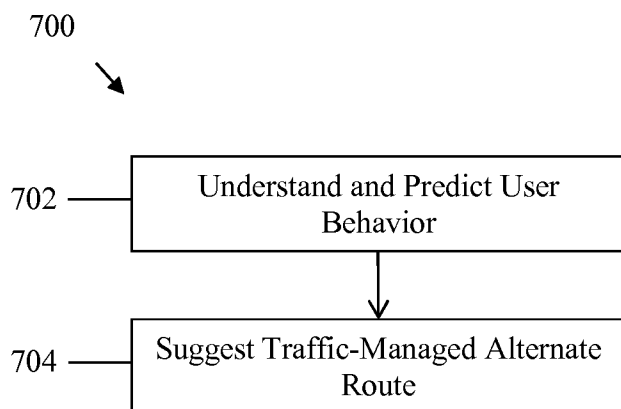 700
702
Understand and Predict User
Behavior
704
Suggest Traffic-Managed Alternate
Route